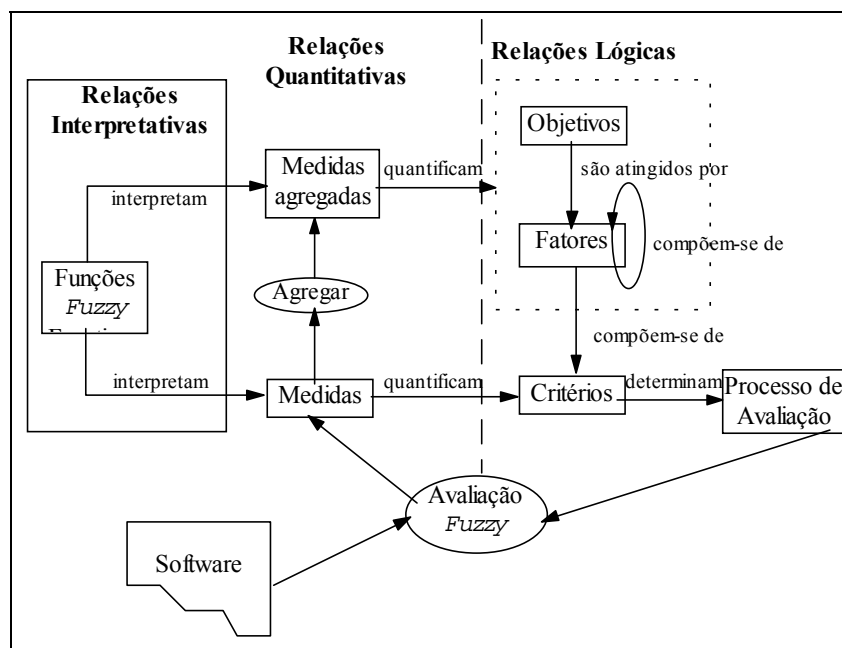 Relações
Quantitativas
Relações Lógicas
Relações
Interpretativas
Objetivos
Medidas
agregadas
quantificam
são atingidos por
interpretam
Fatores
compõem-se de
Funções
Fuzzy
Agregar
compõem-se de
interpretam
Medidas
quantificam
Critérios
determinam
Processo de
Avaliação
Avaliação
Fuzzy
Software